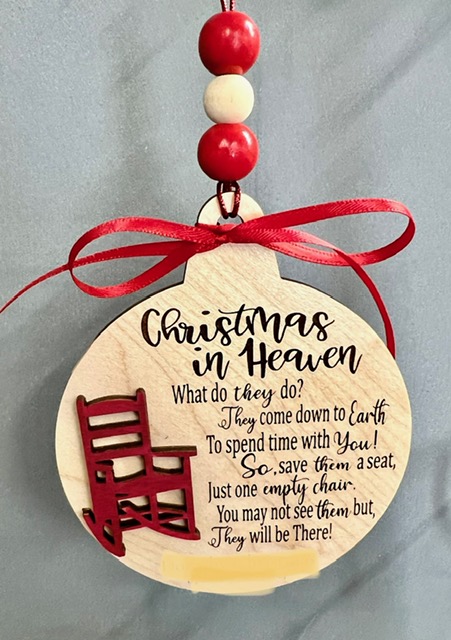 Christmas
in Heaven
What do they do?
They come down to Earth
To spend time with You!
So, save them a seat,
Just one empty chair.
You may not see them but,
They will be There!